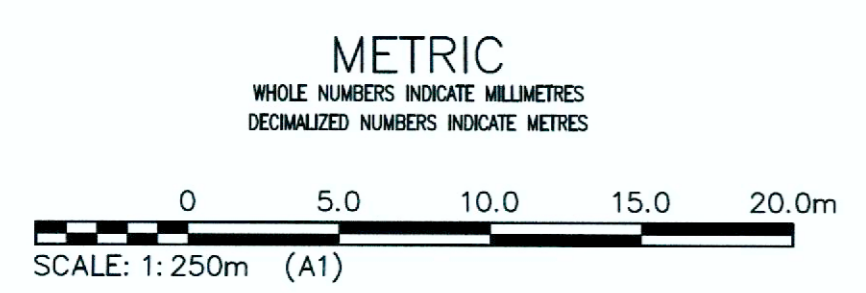 METRIC
WHOLE NUMBERS INDICATE MILLIMETRES
DECIMALIZED NUMBERS INDICATE METRES
0 5.0 10.0 15.0 20.0m
SCALE: 1:250m (A1)